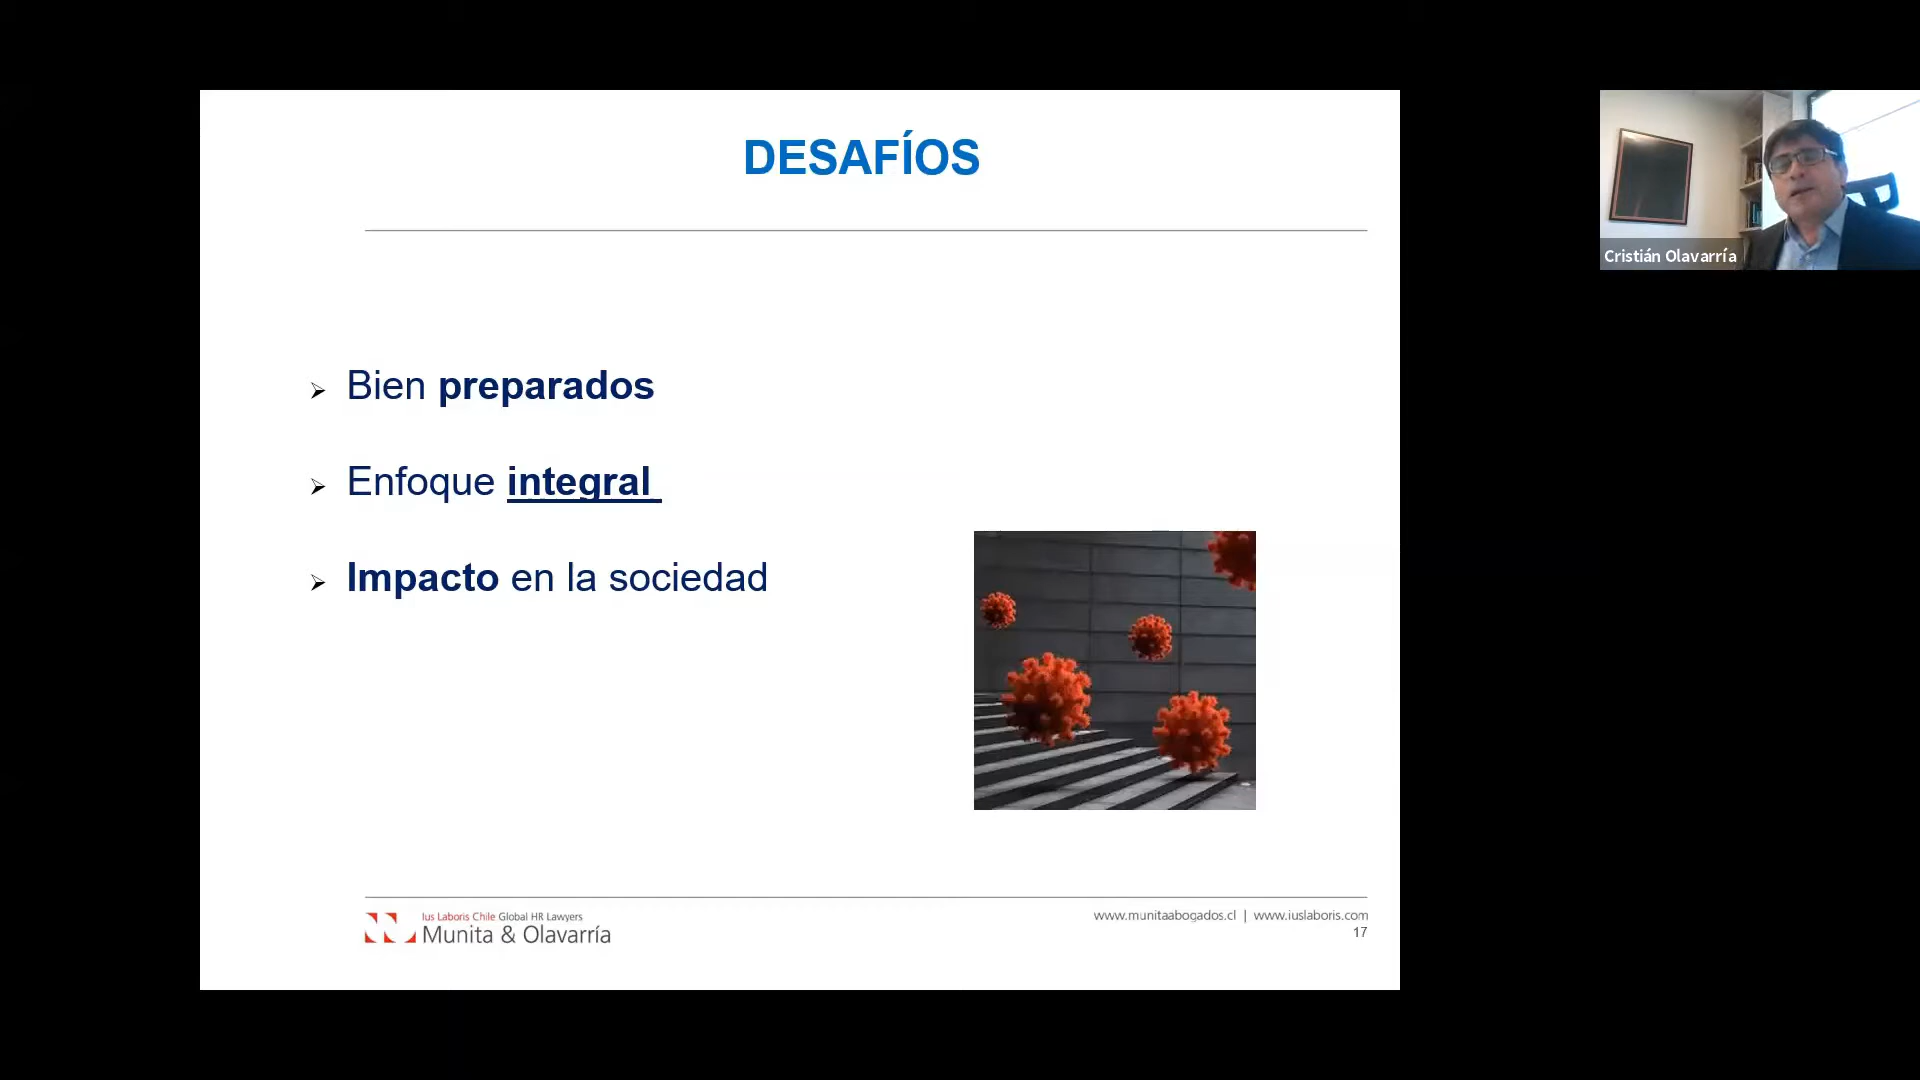 DESAFÍOS
Bien preparados
Enfoque integral
Impacto en la sociedad
Ius Laboris Chile Global HR Lawyers
Munita & Olavarría
www.munitaabogados.cl | www.iuslaboris.com
17
Cristián Olavarría